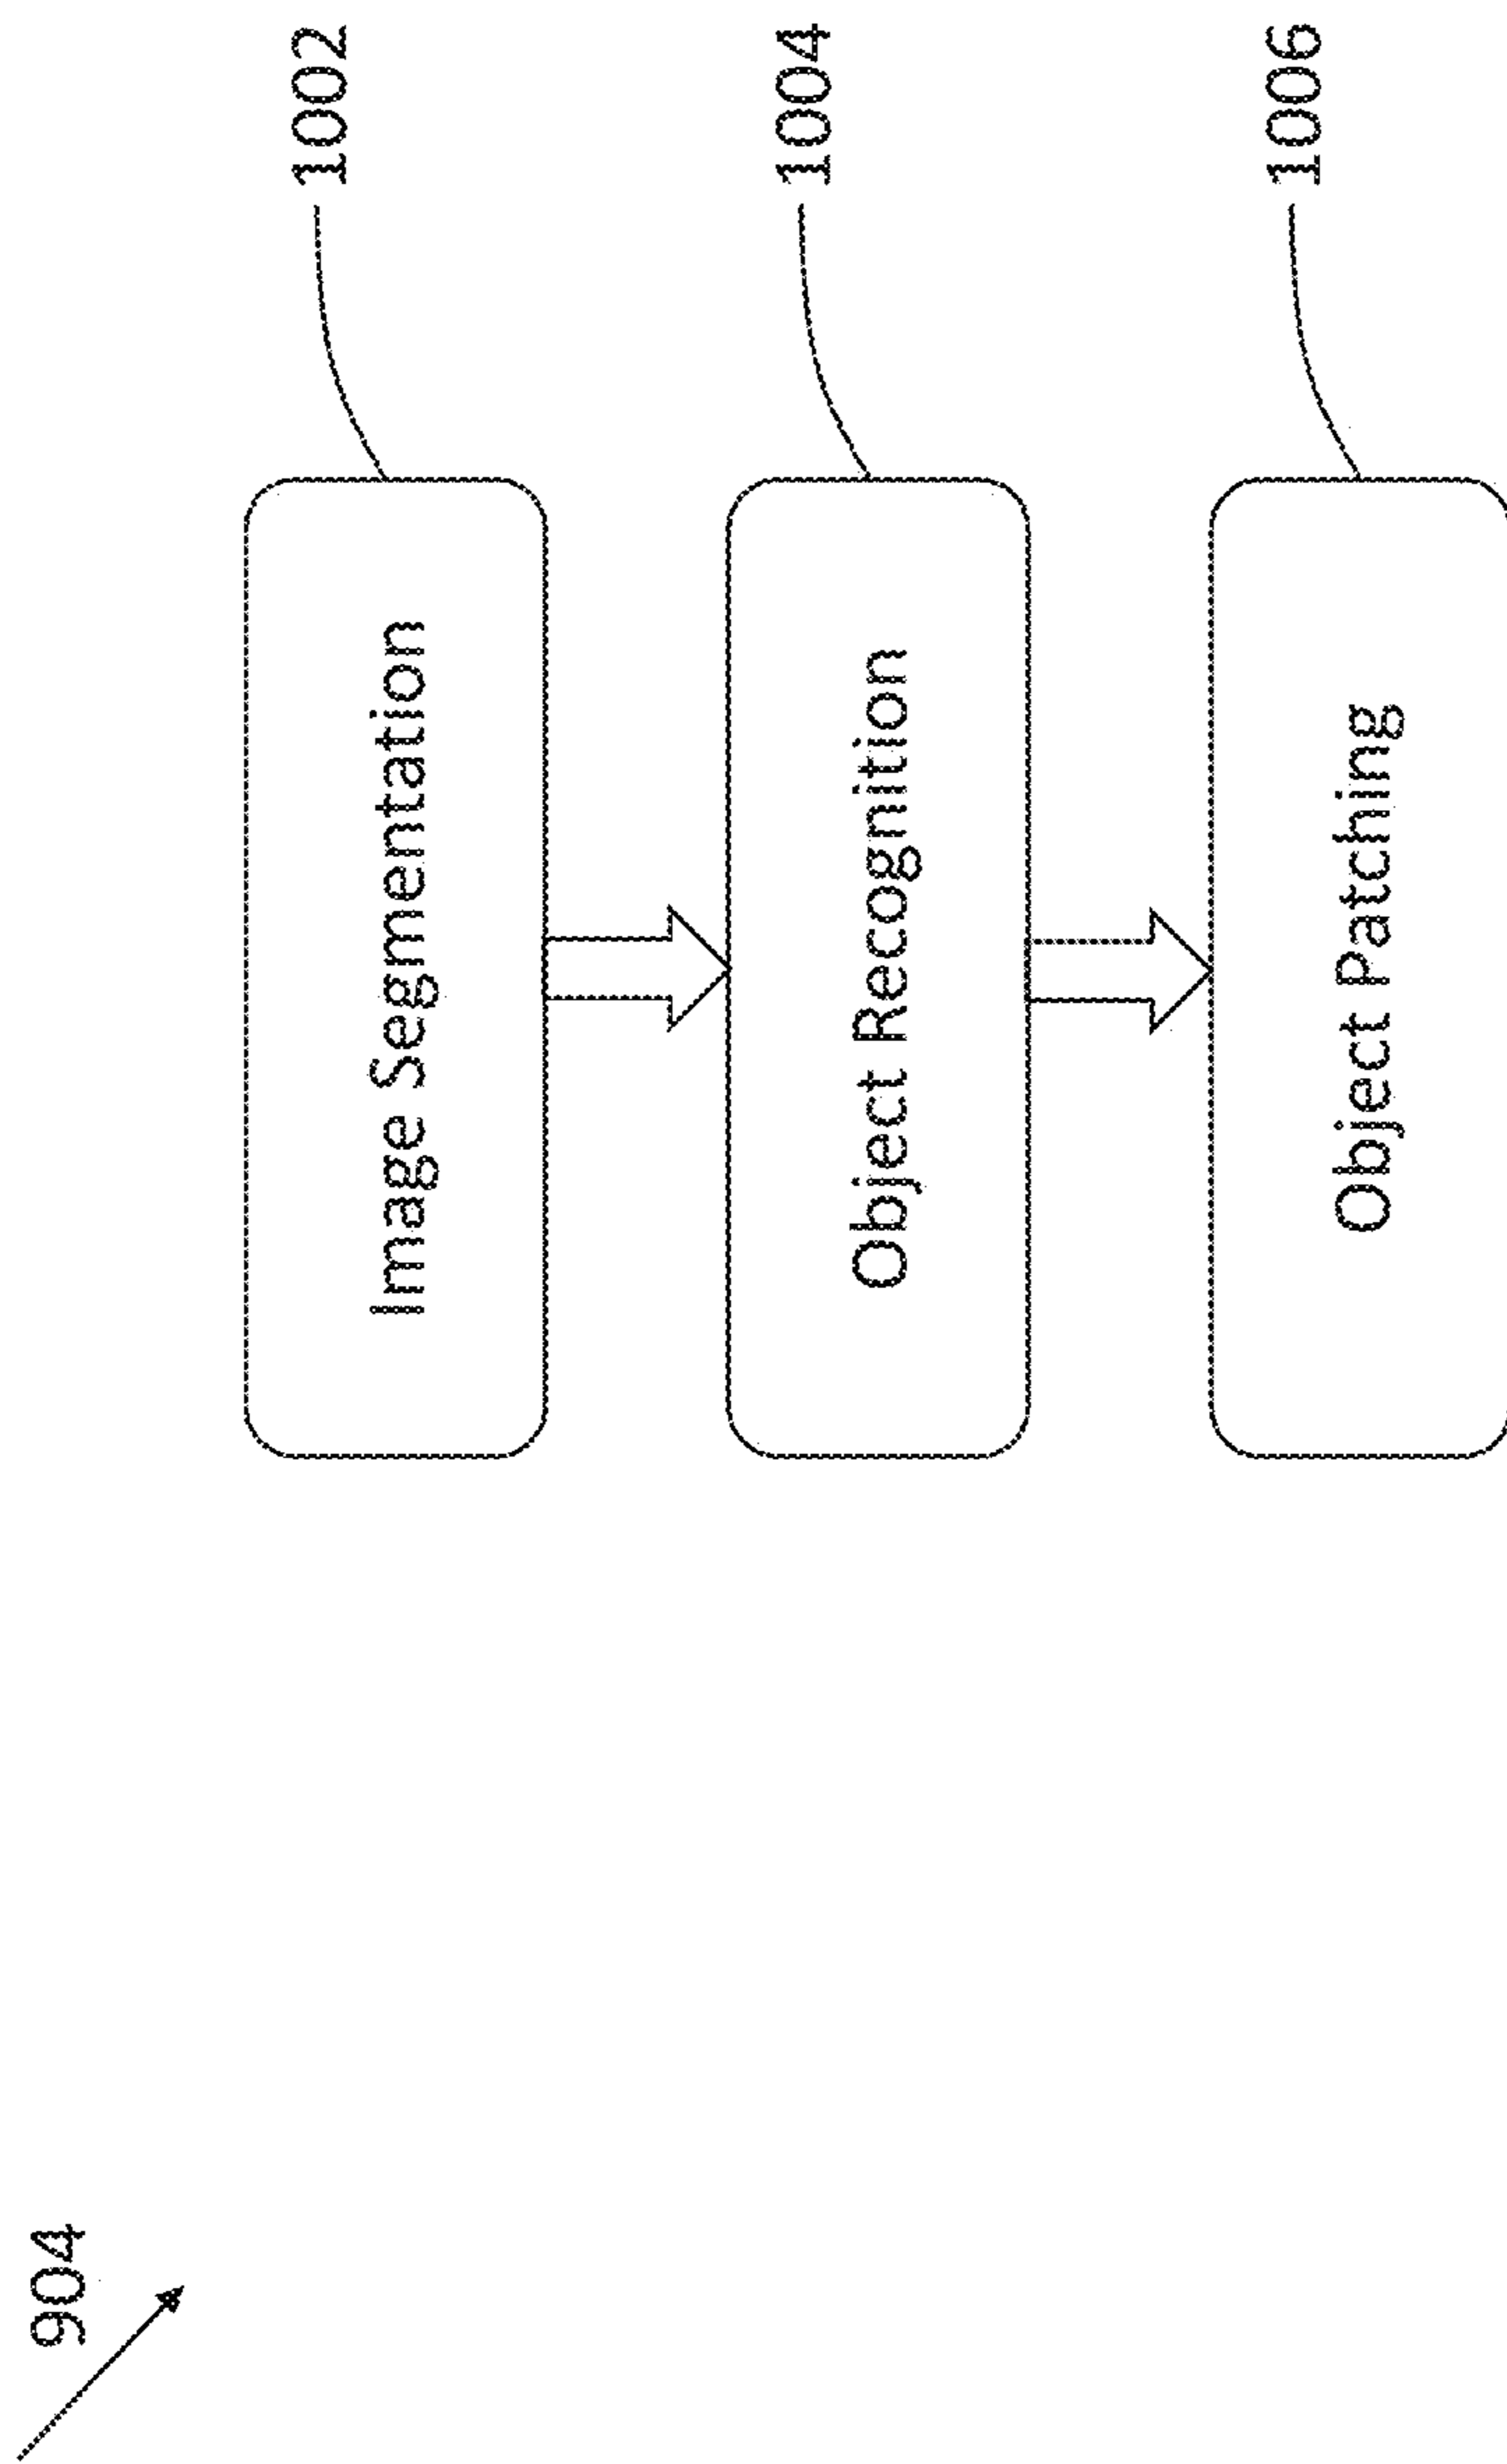 904
Image Segmentation
1002
Object Recognition
1004
Object Patching
1006